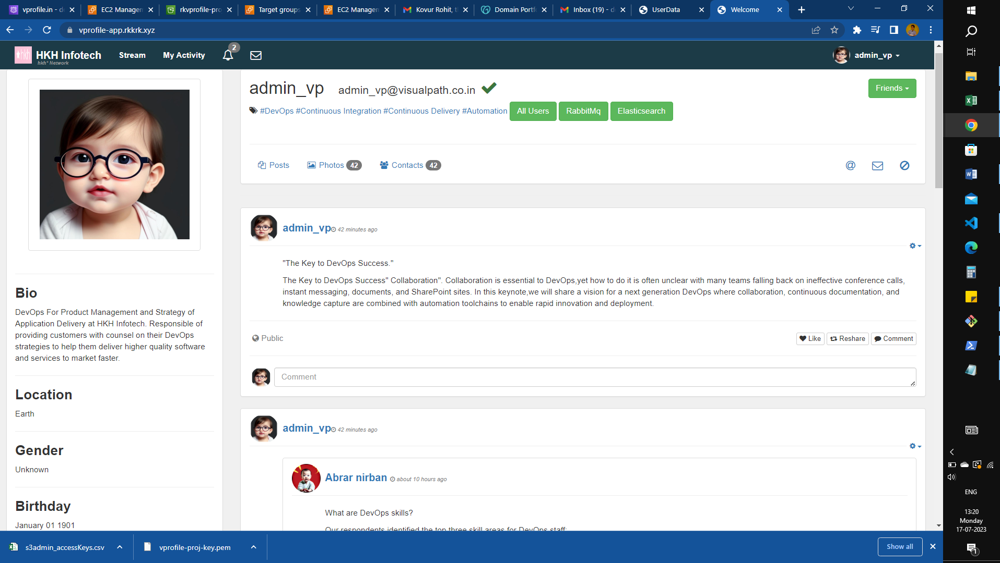 vprofile.in - d
EC2 Managem
rkvprofile-pro
Target groups
EC2 Managem
Kovur Rohit, t
Domain Portfo
Inbox (19) - d
UserData
Welcome
vprofile-app.rkkrk.xyz
hkh
HKH Infotech
hkh* Network
Stream
My Activity
2
admin_vp
admin_vp
admin_vp@visualpath.co.in
Friends
#DevOps #Continuous Integration #Continuous Delivery #Automation
All Users
RabbitMq
Elasticsearch
Posts
Photos 42
Contacts 42
@
admin_vp 42 minutes ago
"The Key to DevOps Success."
The Key to DevOps Success" Collaboration". Collaboration is essential to DevOps,yet how to do it is often unclear with many teams falling back on ineffective conference calls,
instant messaging, documents, and SharePoint sites. In this keynote,we will share a vision for a next generation DevOps where collaboration, continuous documentation, and
knowledge capture are combined with automation toolchains to enable rapid innovation and deployment.
Public
Like
Reshare
Comment
Comment
admin_vp 42 minutes ago
Abrar nirban about 10 hours ago
What are DevOps skills?
Our respondents identified the top three skill areas for DevOps staff:
Bio
DevOps For Product Management and Strategy of
Application Delivery at HKH Infotech. Responsible of
providing customers with counsel on their DevOps
strategies to help them deliver higher quality software
and services to market faster.
Location
Earth
Gender
Unknown
Birthday
January 01 1901
s3admin_accessKeys.csv
vprofile-proj-key.pem
Show all
ENG
13:20
Monday
17-07-2023
1